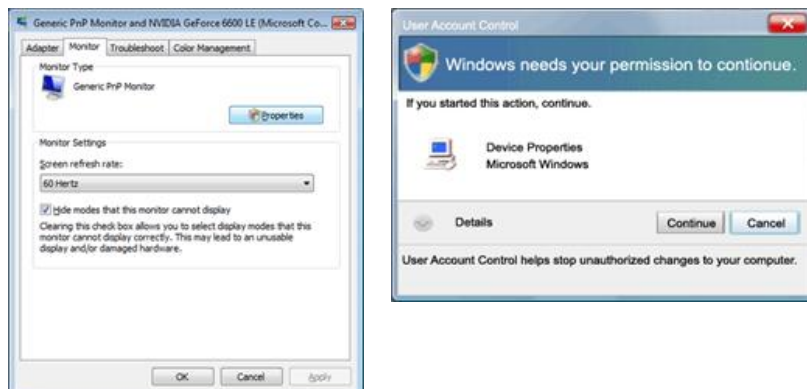 Generic PnP Monitor and NVIDIA GeForce 6600 LE (Microsoft Co...
Adapter Monitor Troubleshoot Color Management
Monitor Type
Generic PnP Monitor
Properties
Monitor Settings
Screen refresh rate:
60 Hertz
Hide modes that this monitor cannot display
Clearing this check box allows you to select display modes that this
monitor cannot display correctly. This may lead to an unusable
display and/or damaged hardware.
OK Cancel Apply
User Account Control
Windows needs your permission to contionue.
If you started this action, continue.
Device Properties
Microsoft Windows
Details Continue Cancel
User Account Control helps stop unauthorized changes to your computer.